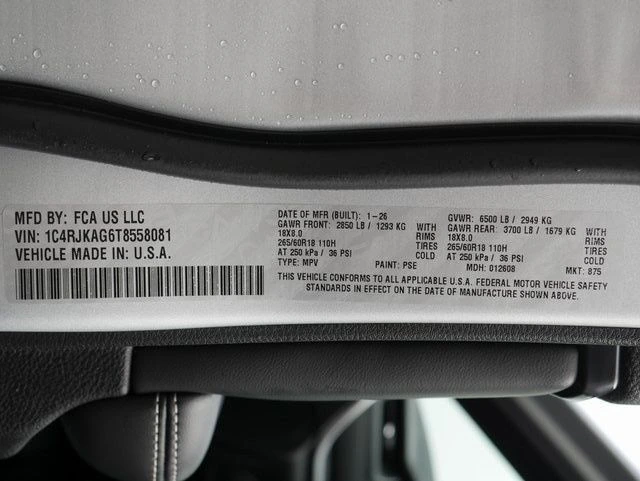 MFD BY: FCA US LLC
VIN: 1C4RJKAG6T8558081
VEHICLE MADE IN: U.S.A.
DATE OF MFR (BUILT): 1-26 GVWR: 6500 LB / 2949 KG
GAWR FRONT: 2850 LB / 1293 KG WITH GAWR REAR: 3700 LB / 1679 KG WITH
18X8.0 RIMS 18X8.0 RIMS
265/60R18 110H TIRES 265/60R18 110H TIRES
AT 250 kPa / 36 PSI COLD AT 250 kPa / 36 PSI COLD
TYPE: MPV PAINT: PSE MDH: 012608 MKT: 875
THIS VEHICLE CONFORMS TO ALL APPLICABLE U.S.A. FEDERAL MOTOR VEHICLE SAFETY
STANDARDS IN EFFECT ON THE DATE OF MANUFACTURE SHOWN ABOVE.